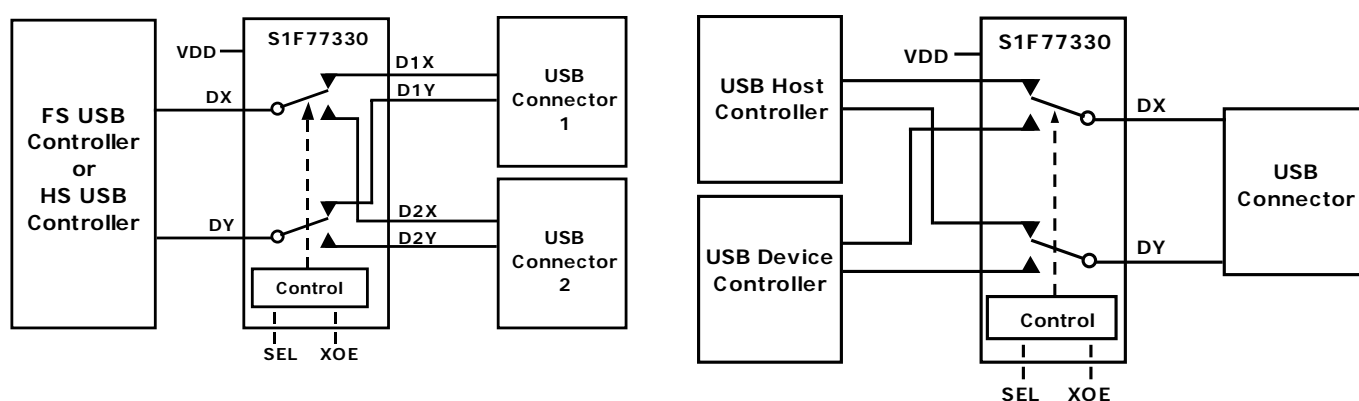 S1F77330
VDD
D1X
D1Y
DX
DY
D2X
D2Y
FS USB
Controller
or
HS USB
Controller
USB
Connector
1
USB
Connector
2
Control
SEL XOE
S1F77330
VDD
USB Host
Controller
USB Device
Controller
DX
DY
USB
Connector
Control
SEL XOE